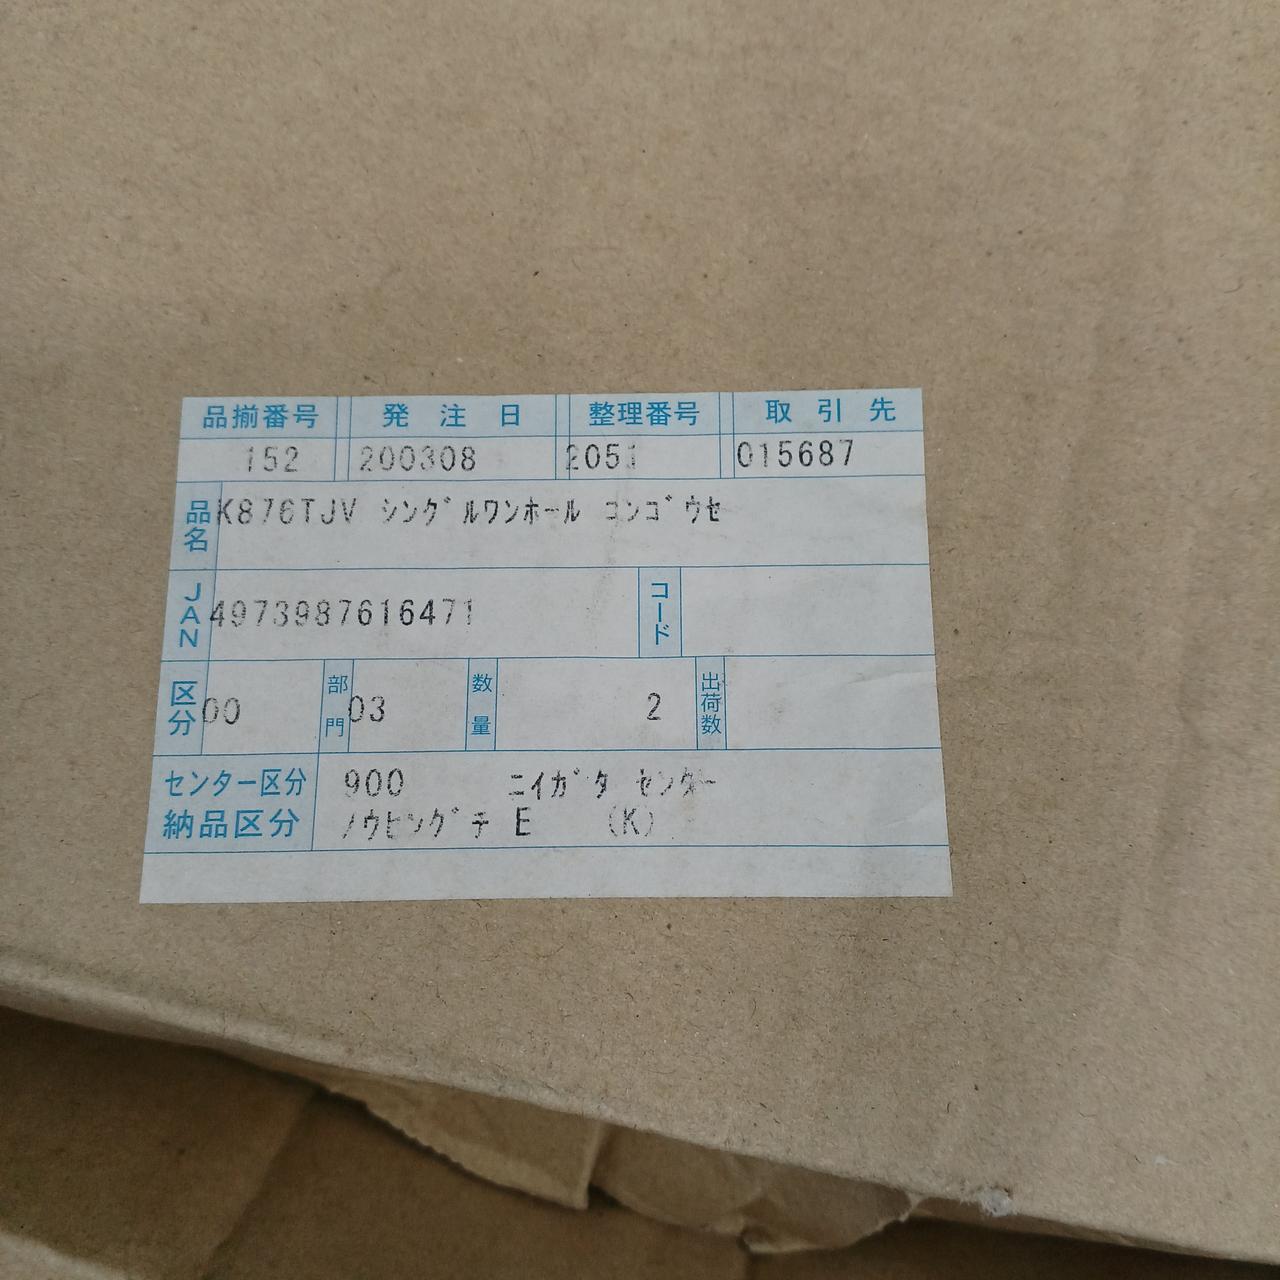 品揃番号 発注日 整理番号 取引先
152 200308 2051 015687
品名 K876TJV シングルワンホール コンゴウセ
JAN 4973987616471 コード
区分 00 部門 03 数量 2 出荷数
センター区分 900 ニイガタ センター
納品区分 ノウヒングチ E (K)